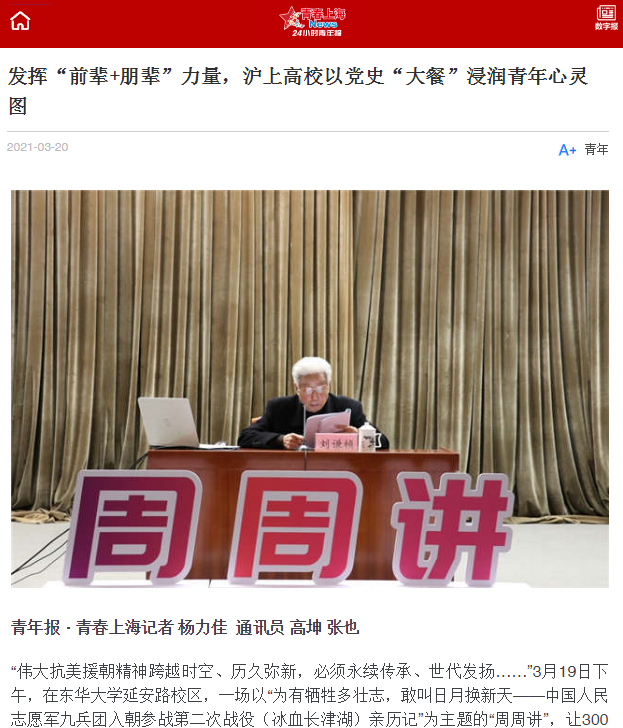 青春上海
News
24小时青年报
数字报
发挥“前辈+朋辈”力量，沪上高校以党史“大餐”浸润青年心灵
图
2021-03-20
A+ 青年
刘谦桢
周周讲
青年报·青春上海记者 杨力佳 通讯员 高坤 张也
“伟大抗美援朝精神跨越时空、历久弥新，必须永续传承、世代发扬……”3月19日下
午，在东华大学延安路校区，一场以“为有牺牲多壮志，敢叫日月换新天——中国人民
志愿军九兵团入朝参战第二次战役（冰血长津湖）亲历记”为主题的“周周讲”，让300